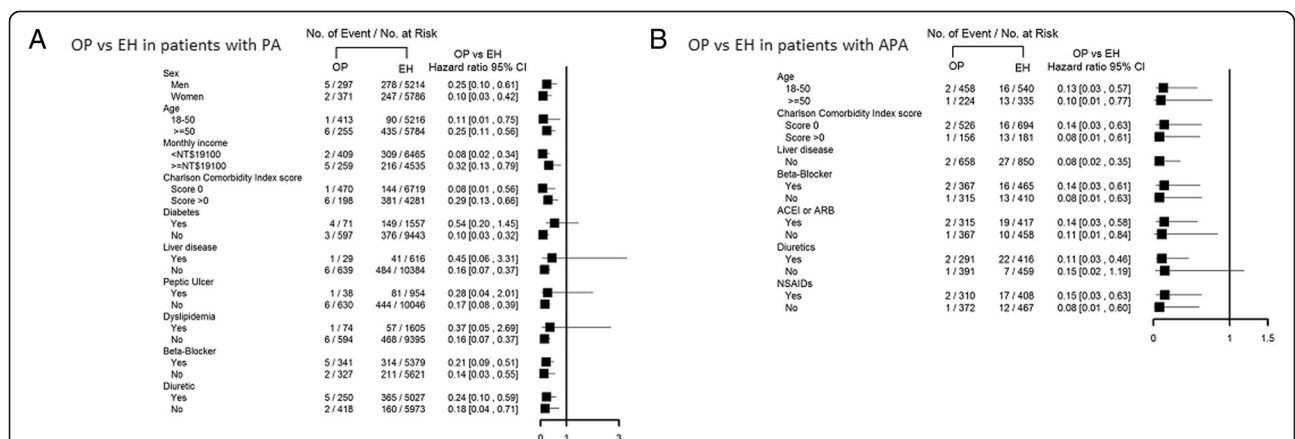 A
OP vs EH in patients with PA
No. of Event / No. at Risk
OP EH
OP vs EH
Hazard ratio 95% CI
Sex
Men 5 / 297 278 / 5214 0.25 [0.10 , 0.61]
Women 2 / 371 247 / 5786 0.10 [0.03 , 0.42]
Age
18-50 1 / 413 90 / 5216 0.11 [0.01 , 0.75]
>=50 6 / 255 435 / 5784 0.25 [0.11 , 0.56]
Monthly income
<NT$19100 2 / 409 309 / 6465 0.08 [0.02 , 0.34]
>=NT$19100 5 / 259 216 / 4535 0.32 [0.13 , 0.79]
Charlson Comorbidity Index score
Score 0 1 / 470 144 / 6719 0.08 [0.01 , 0.56]
Score >0 6 / 198 381 / 4281 0.29 [0.13 , 0.66]
Diabetes
Yes 4 / 71 149 / 1557 0.54 [0.20 , 1.45]
No 3 / 597 376 / 9443 0.10 [0.03 , 0.32]
Liver disease
Yes 1 / 29 41 / 616 0.45 [0.06 , 3.31]
No 6 / 639 484 / 10384 0.16 [0.07 , 0.37]
Peptic Ulcer
Yes 1 / 38 81 / 954 0.28 [0.04 , 2.01]
No 6 / 630 444 / 10046 0.17 [0.08 , 0.39]
Dyslipidemia
Yes 1 / 74 57 / 1605 0.37 [0.05 , 2.69]
No 6 / 594 468 / 9395 0.16 [0.07 , 0.37]
Beta-Blocker
Yes 5 / 341 314 / 5379 0.21 [0.09 , 0.51]
No 2 / 327 211 / 5621 0.14 [0.03 , 0.55]
Diuretic
Yes 5 / 250 365 / 5027 0.24 [0.10 , 0.59]
No 2 / 418 160 / 5973 0.18 [0.04 , 0.71]
0 1 3
B
OP vs EH in patients with APA
No. of Event / No. at Risk
OP EH
OP vs EH
Hazard ratio 95% CI
Age
18-50 2 / 458 16 / 540 0.13 [0.03 , 0.57]
>=50 1 / 224 13 / 335 0.10 [0.01 , 0.77]
Charlson Comorbidity Index score
Score 0 2 / 526 16 / 694 0.14 [0.03 , 0.63]
Score >0 1 / 156 13 / 181 0.08 [0.01 , 0.61]
Liver disease
No 2 / 658 27 / 850 0.08 [0.02 , 0.35]
Beta-Blocker
Yes 2 / 367 16 / 465 0.14 [0.03 , 0.61]
No 1 / 315 13 / 410 0.08 [0.01 , 0.63]
ACEI or ARB
Yes 2 / 315 19 / 417 0.14 [0.03 , 0.58]
No 1 / 367 10 / 458 0.11 [0.01 , 0.84]
Diuretics
Yes 2 / 291 22 / 416 0.11 [0.03 , 0.46]
No 1 / 391 7 / 459 0.15 [0.02 , 1.19]
NSAIDs
Yes 2 / 310 17 / 408 0.15 [0.03 , 0.63]
No 1 / 372 12 / 467 0.08 [0.01 , 0.60]
0 1 1.5